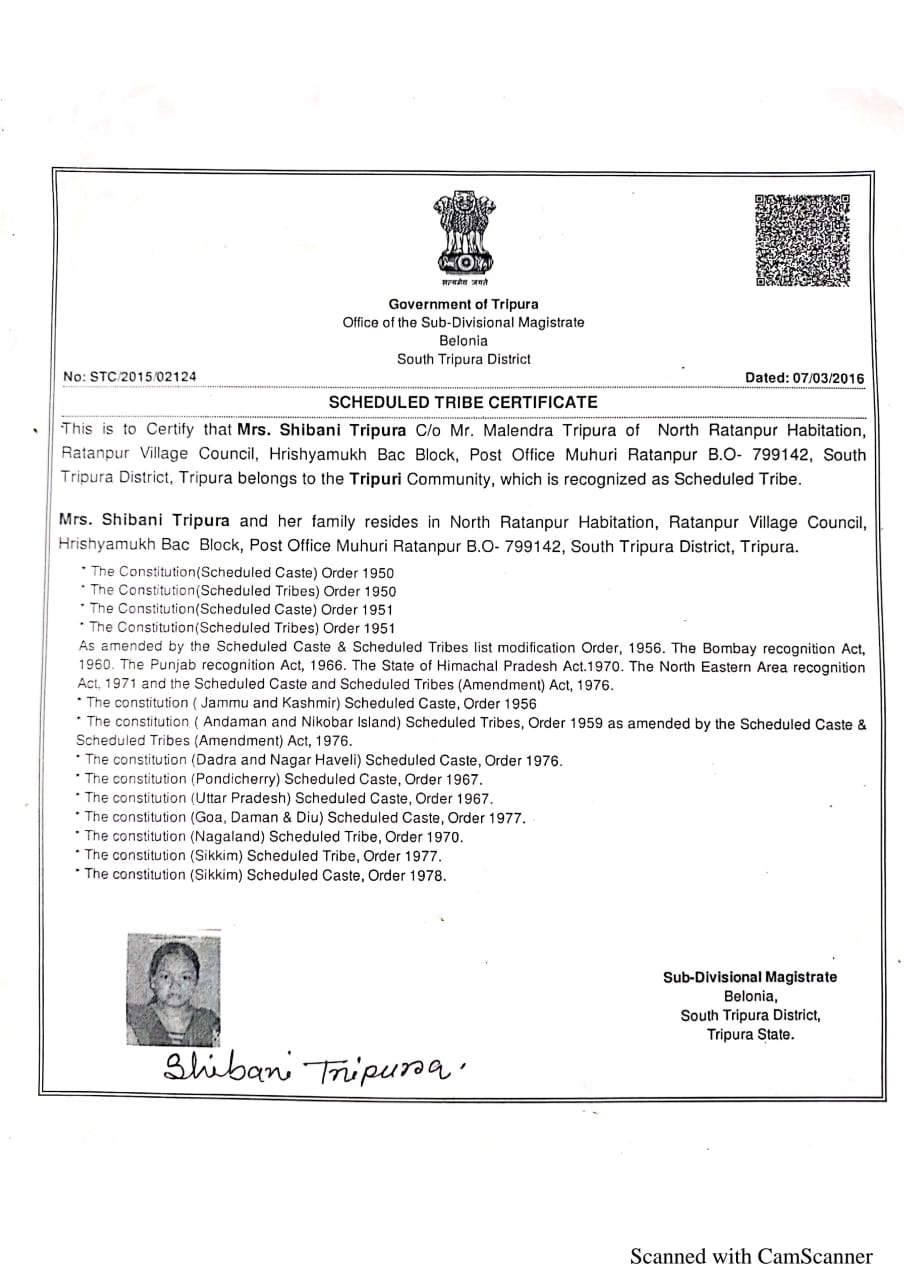 सत्यमेव जयते
Government of Tripura
Office of the Sub-Divisional Magistrate
Belonia
South Tripura District
No: STC/2015/02124
Dated: 07/03/2016
SCHEDULED TRIBE CERTIFICATE
This is to Certify that Mrs. Shibani Tripura C/o Mr. Malendra Tripura of North Ratanpur Habitation,
Ratanpur Village Council, Hrishyamukh Bac Block, Post Office Muhuri Ratanpur B.O- 799142, South
Tripura District, Tripura belongs to the Tripuri Community, which is recognized as Scheduled Tribe.
Mrs. Shibani Tripura and her family resides in North Ratanpur Habitation, Ratanpur Village Council,
Hrishyamukh Bac Block, Post Office Muhuri Ratanpur B.O- 799142, South Tripura District, Tripura.
* The Constitution(Scheduled Caste) Order 1950
* The Constitution(Scheduled Tribes) Order 1950
* The Constitution(Scheduled Caste) Order 1951
* The Constitution(Scheduled Tribes) Order 1951
As amended by the Scheduled Caste & Scheduled Tribes list modification Order, 1956. The Bombay recognition Act,
1960. The Punjab recognition Act, 1966. The State of Himachal Pradesh Act.1970. The North Eastern Area recognition
Act, 1971 and the Scheduled Caste and Scheduled Tribes (Amendment) Act, 1976.
* The constitution ( Jammu and Kashmir) Scheduled Caste, Order 1956
* The constitution ( Andaman and Nikobar Island) Scheduled Tribes, Order 1959 as amended by the Scheduled Caste &
Scheduled Tribes (Amendment) Act, 1976.
* The constitution (Dadra and Nagar Haveli) Scheduled Caste, Order 1976.
* The constitution (Pondicherry) Scheduled Caste, Order 1967.
* The constitution (Uttar Pradesh) Scheduled Caste, Order 1967.
* The constitution (Goa, Daman & Diu) Scheduled Caste, Order 1977.
* The constitution (Nagaland) Scheduled Tribe, Order 1970.
* The constitution (Sikkim) Scheduled Tribe, Order 1977.
* The constitution (Sikkim) Scheduled Caste, Order 1978.
Sub-Divisional Magistrate
Belonia,
South Tripura District,
Tripura State.
Shibani Tripura.
Scanned with CamScanner